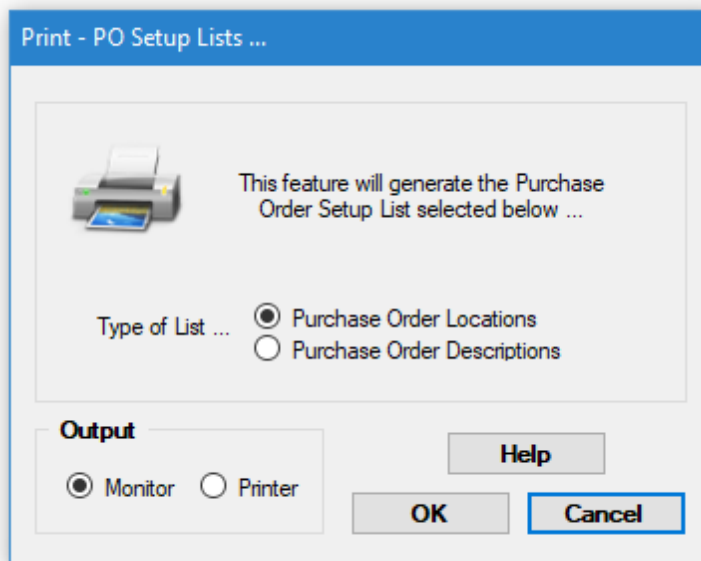 Print - PO Setup Lists ...
This feature will generate the Purchase
Order Setup List selected below ...
Type of List ...
Purchase Order Locations
Purchase Order Descriptions
Output
Monitor
Printer
Help
OK
Cancel